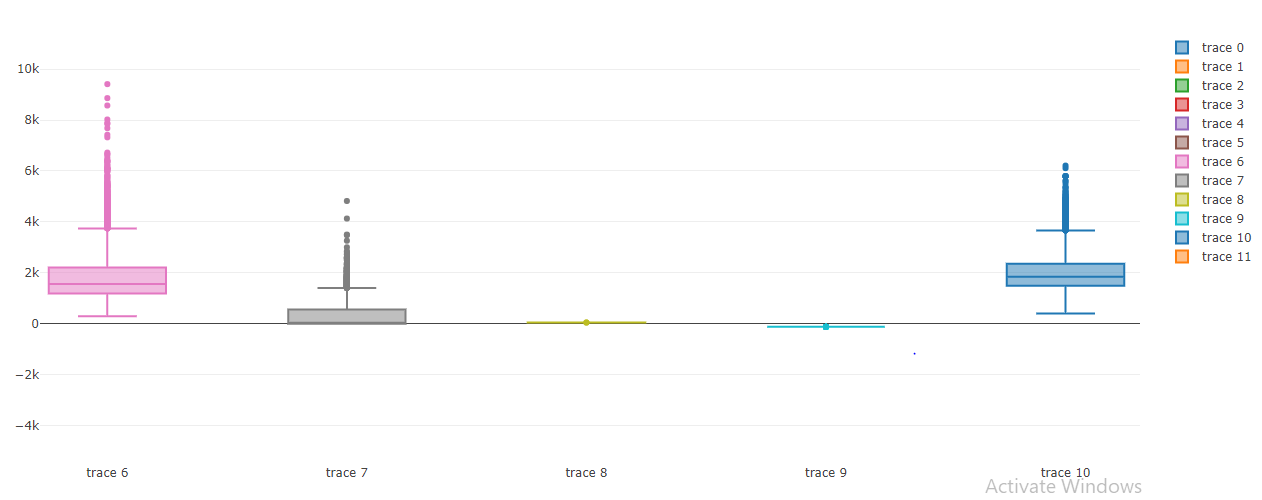 10k
8k
6k
4k
2k
0
−2k
−4k
trace 6 trace 7 trace 8 trace 9 trace 10
trace 0
trace 1
trace 2
trace 3
trace 4
trace 5
trace 6
trace 7
trace 8
trace 9
trace 10
trace 11
Activate Windows